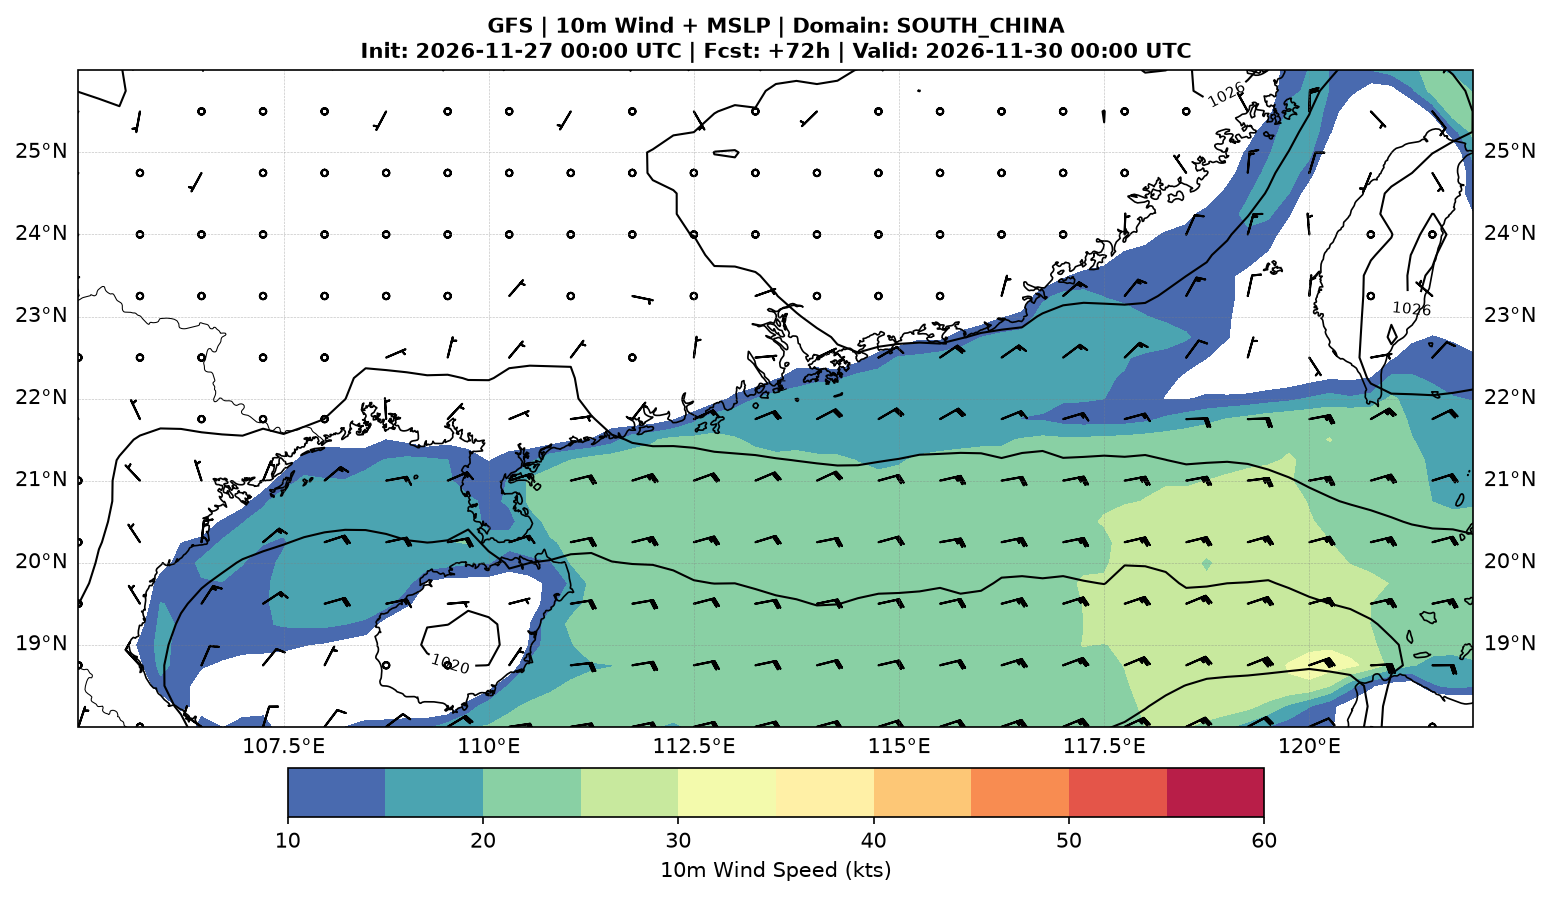 GFS | 10m Wind + MSLP | Domain: SOUTH_CHINA
Init: 2026-11-27 00:00 UTC | Fcst: +72h | Valid: 2026-11-30 00:00 UTC
1026
25°N 25°N
24°N 24°N
1026
23°N 23°N
22°N 22°N
21°N 21°N
20°N 20°N
19°N 19°N
1020
107.5°E 110°E 112.5°E 115°E 117.5°E 120°E
10 20 30 40 50 60
10m Wind Speed (kts)